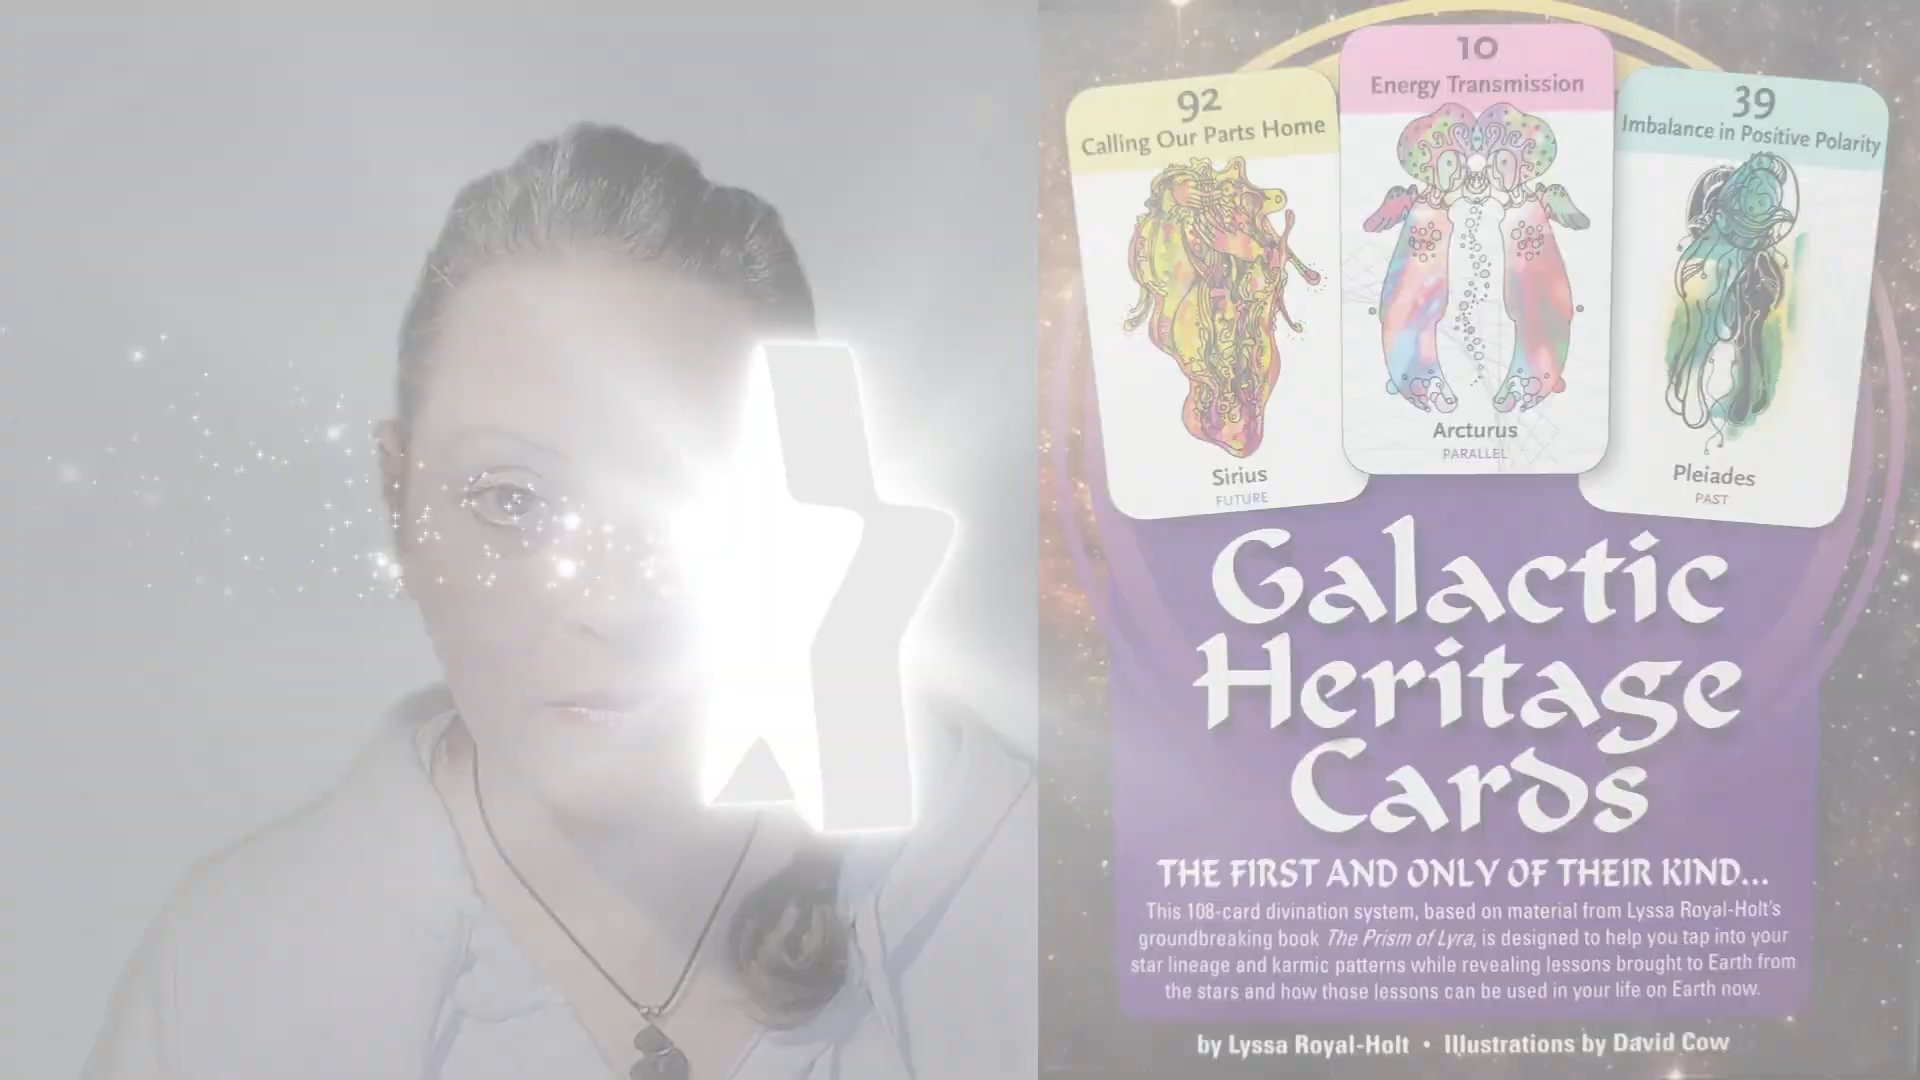 92
Calling Our Parts Home
Sirius
FUTURE
10
Energy Transmission
Arcturus
PARALLEL
39
Imbalance in Positive Polarity
Pleiades
PAST
Galactic
Heritage
Cards
THE FIRST AND ONLY OF THEIR KIND...
This 108-card divination system, based on material from Lyssa Royal-Holt's
groundbreaking book The Prism of Lyra, is designed to help you tap into your
star lineage and karmic patterns while revealing lessons brought to Earth from
the stars and how those lessons can be used in your life on Earth now.
by Lyssa Royal-Holt • Illustrations by David Cow